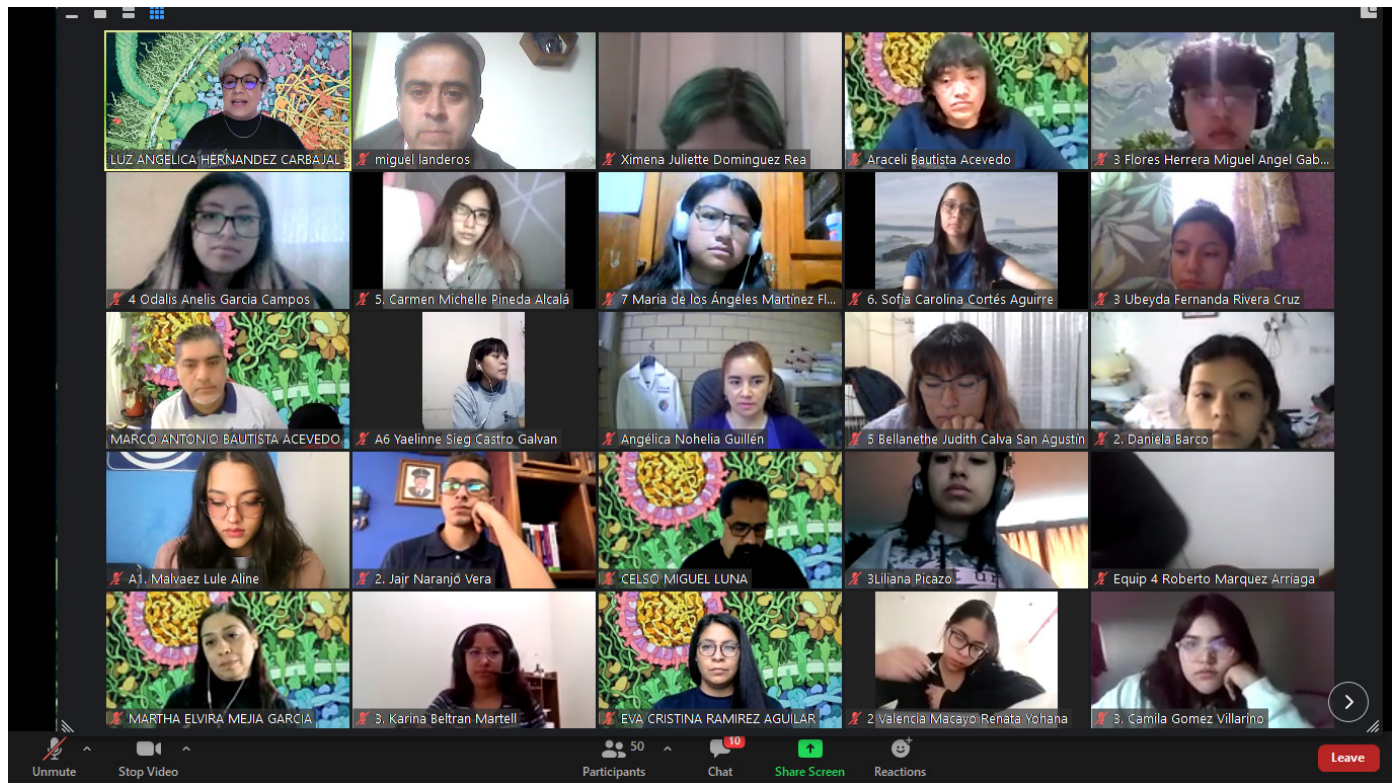 LUZ ANGELICA HERNANDEZ CARBAJAL
miguel landeros
Ximena Juliette Dominguez Rea
Araceli Bautista Acevedo
3 Flores Herrera Miguel Angel Gab...
4 Odalis Anelis Garcia Campos
5. Carmen Michelle Pineda Alcalá
7 Maria de los Ángeles Martínez Fl...
6. Sofía Carolina Cortés Aguirre
3 Ubeyda Fernanda Rivera Cruz
MARCO ANTONIO BAUTISTA ACEVEDO
A6 Yaelinne Sieg Castro Galvan
Angélica Nohelia Guillén
5 Bellanethe Judith Calva San Agustín
2. Daniela Barco
A1. Malvaez Lule Aline
2. Jair Naranjo Vera
CELSO MIGUEL LUNA
3Liliana Picazo
Equip 4 Roberto Marquez Arriaga
MARTHA ELVIRA MEJIA GARCIA
3. Karina Beltran Martell
EVA CRISTINA RAMIREZ AGUILAR
2 Valencia Macayo Renata Yohana
3. Camila Gomez Villarino
50
10
Unmute
Stop Video
Participants
Chat
Share Screen
Reactions
Leave